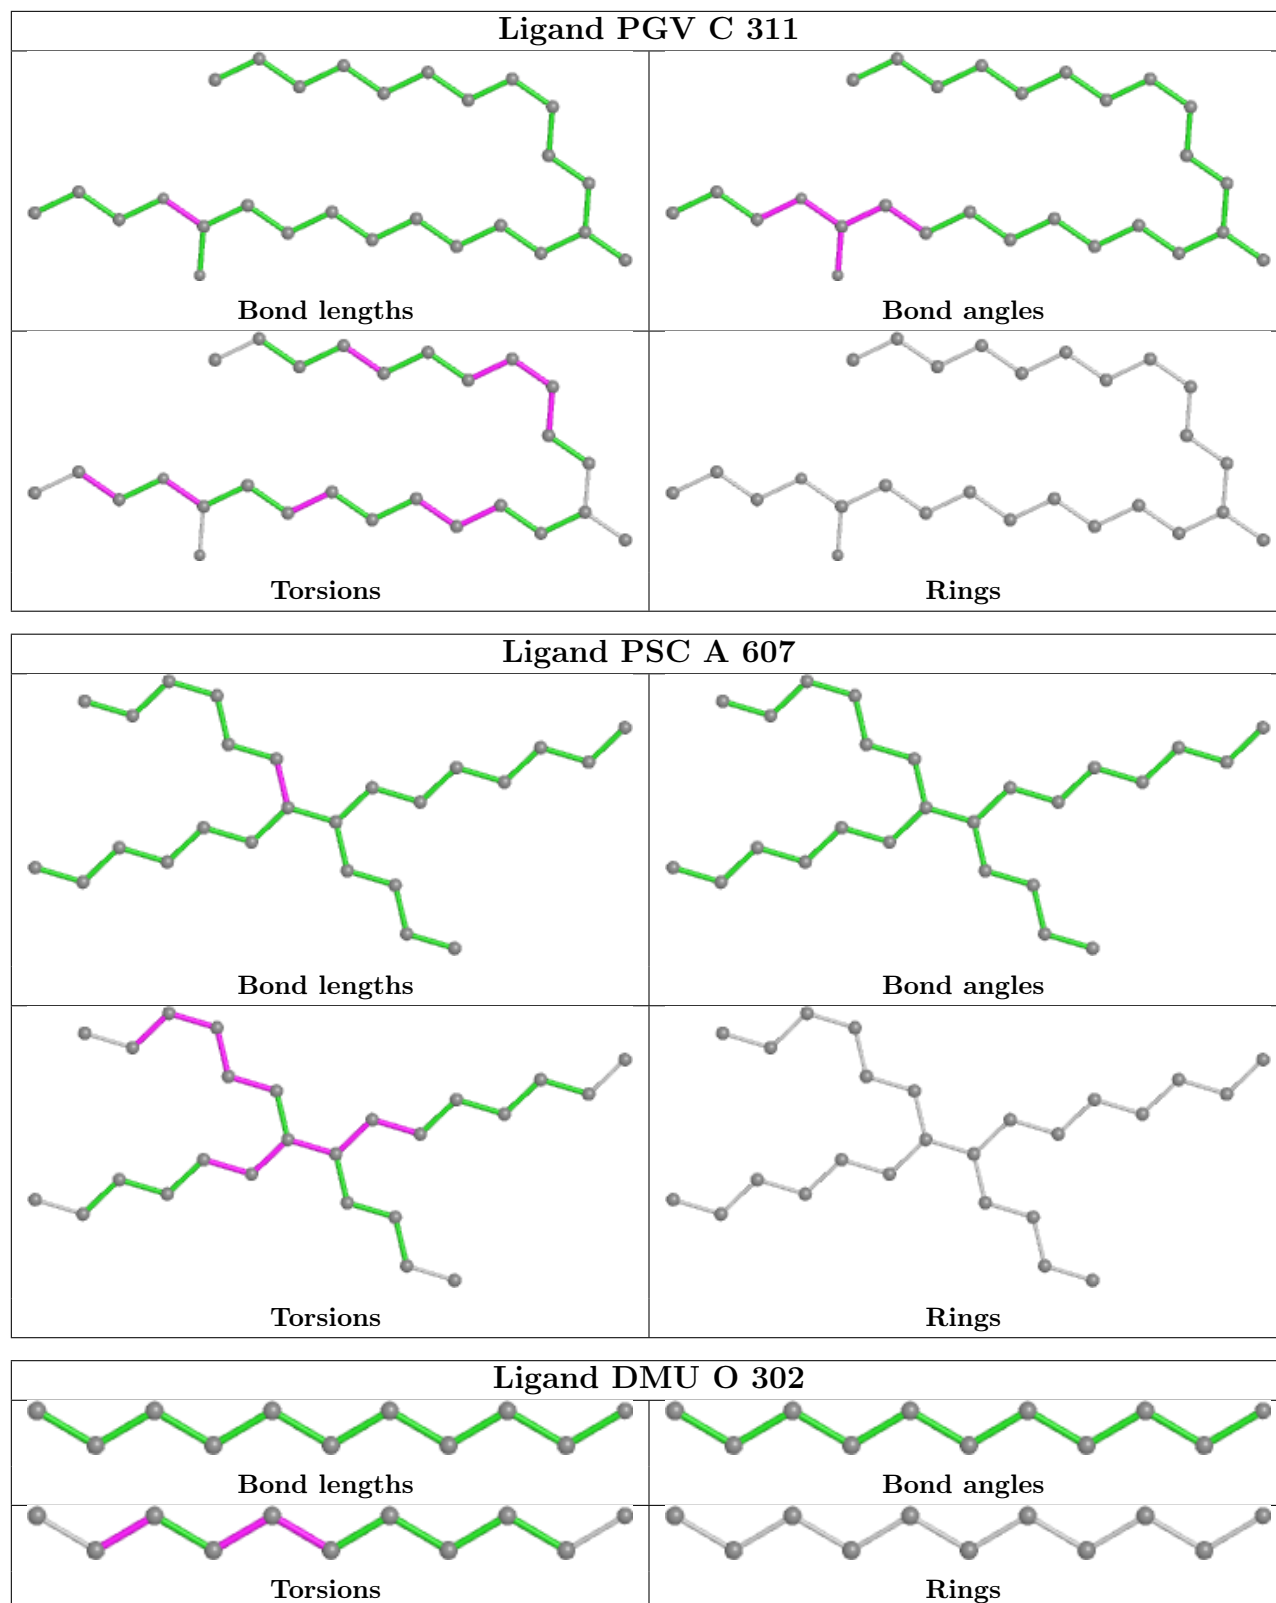 Ligand PGV C 311
Bond lengths
Bond angles
Torsions
Rings
Ligand PSC A 607
Bond lengths
Bond angles
Torsions
Rings
Ligand DMU O 302
Bond lengths
Bond angles
Torsions
Rings